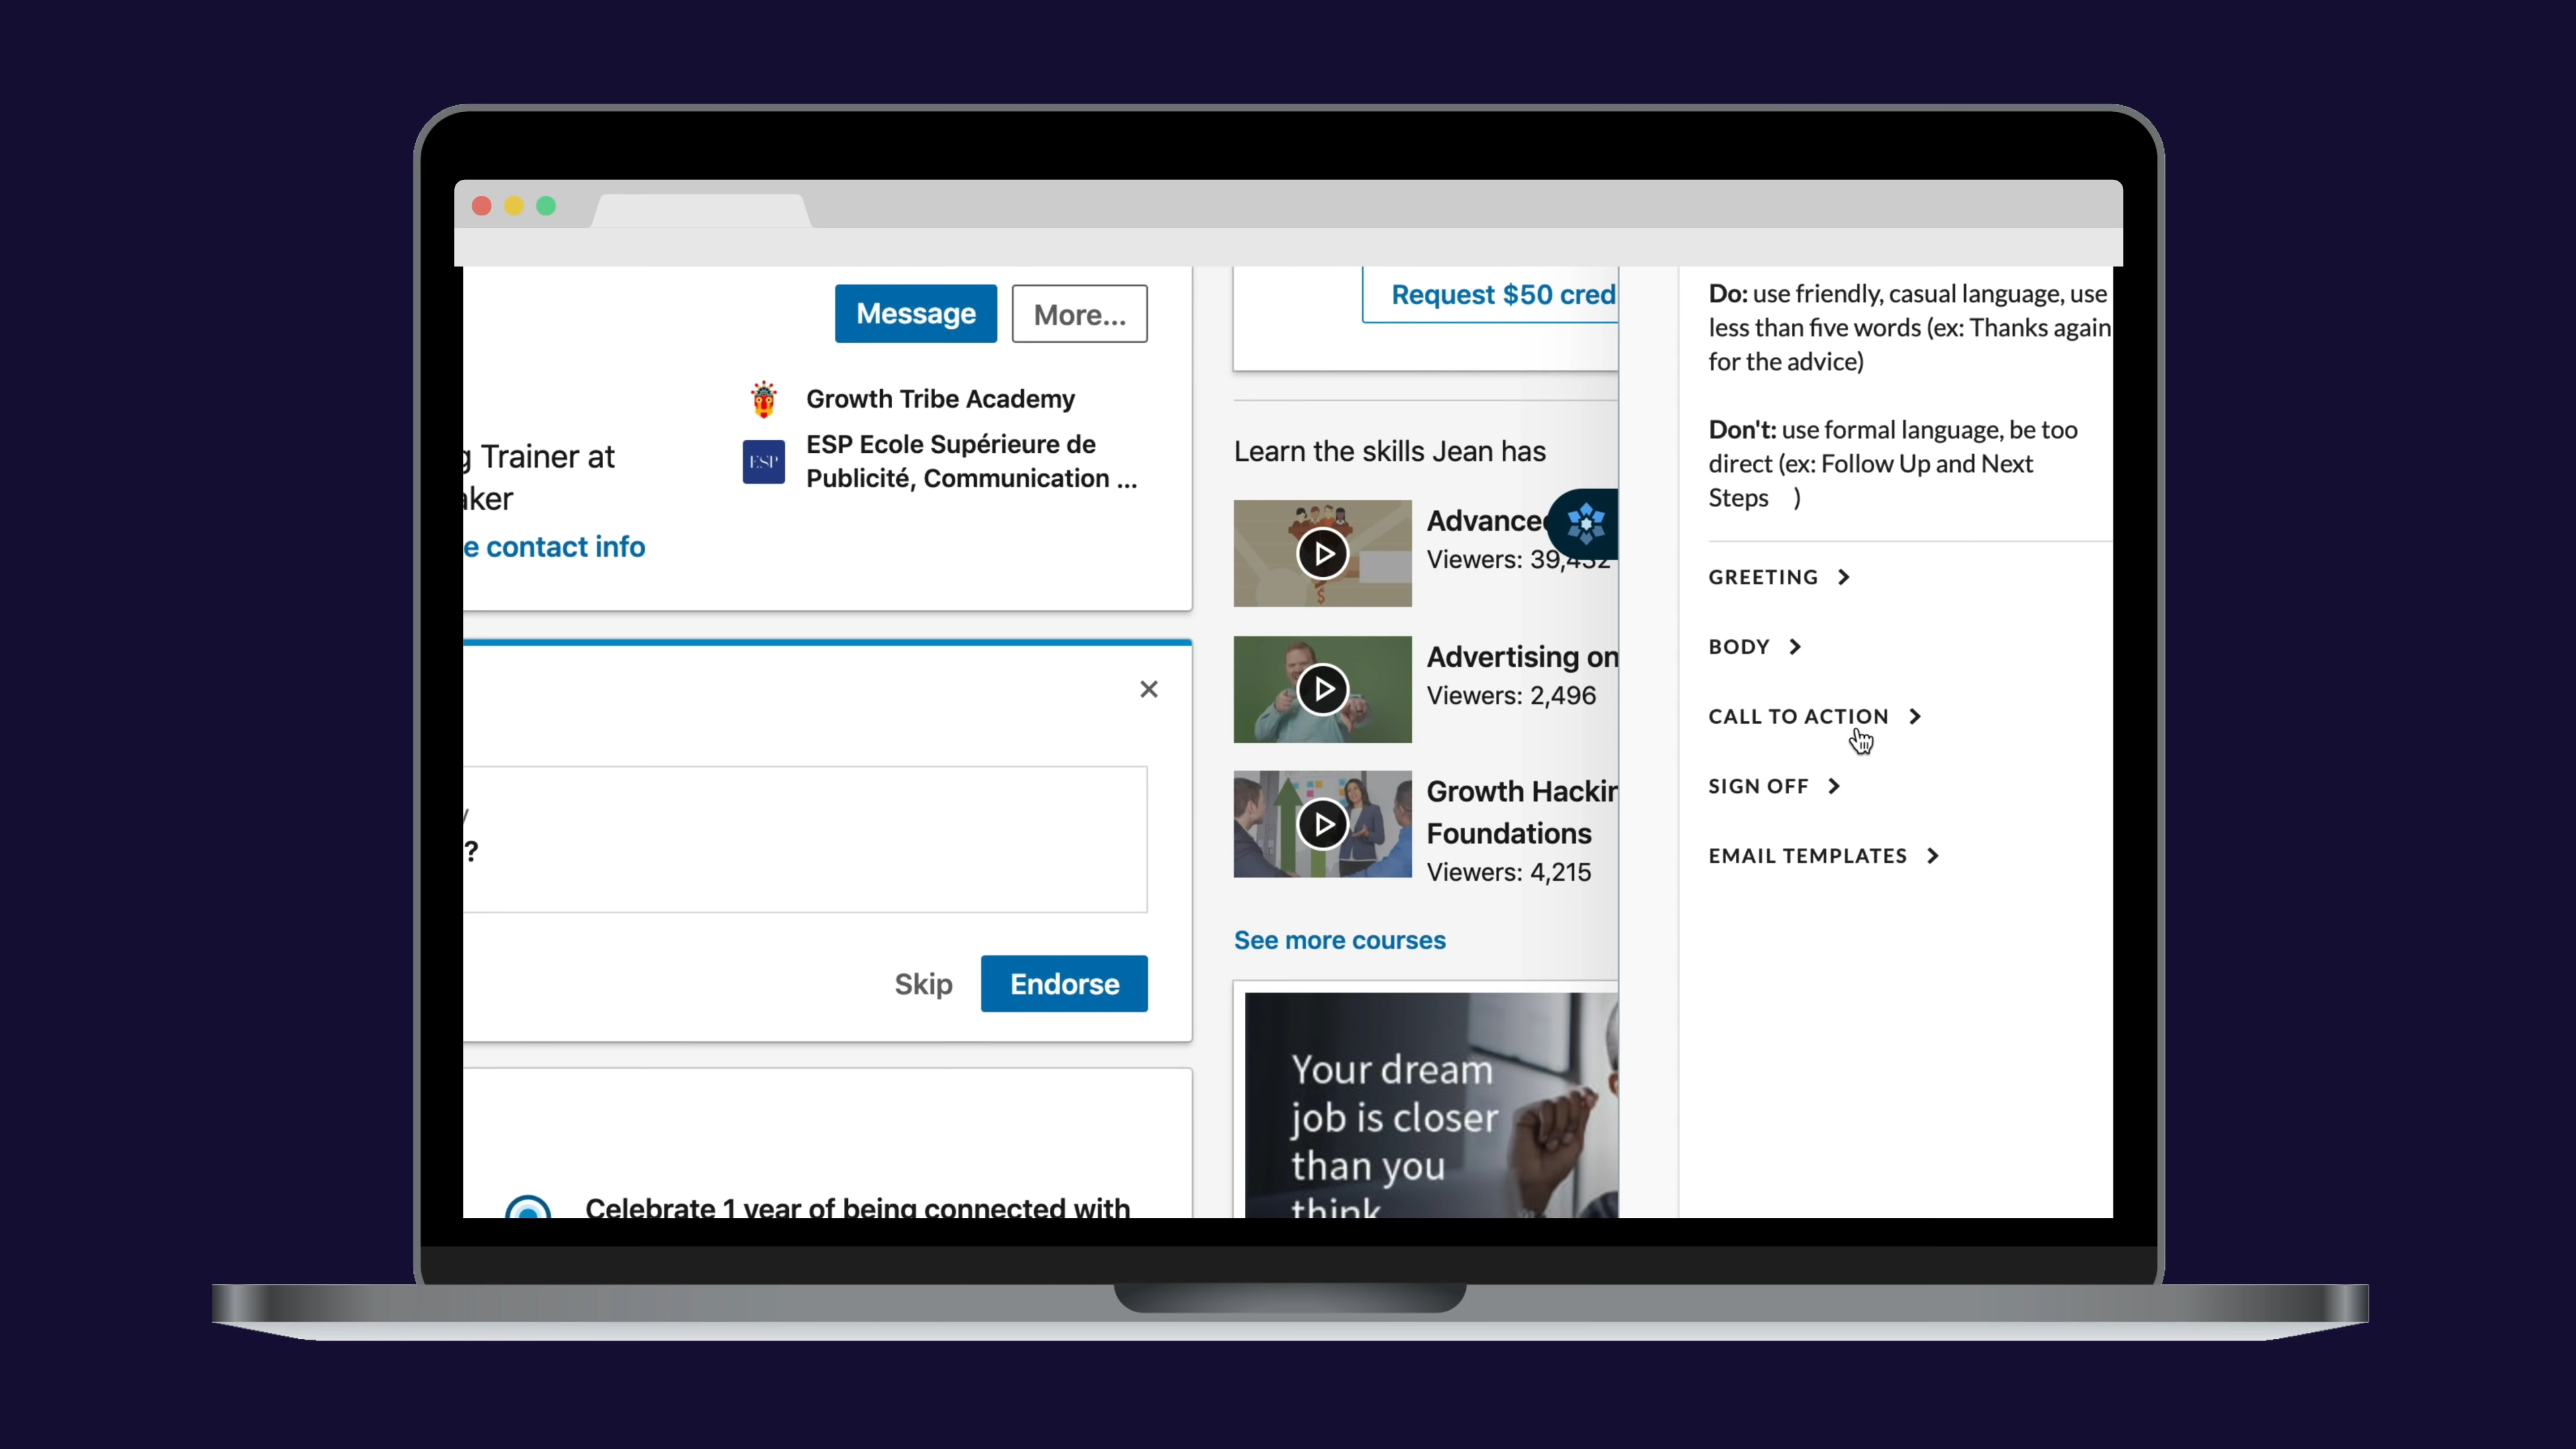 Message
More...
Growth Tribe Academy
ESP
ESP Ecole Supérieure de
Publicité, Communication ...
Trainer at
e contact info
?
Skip
Endorse
Celebrate 1 year of being connected with
Request $50 cred
Learn the skills Jean has
Advance
Viewers: 39,432
Advertising on
Viewers: 2,496
Growth Hackin
Foundations
Viewers: 4,215
See more courses
Your dream
job is closer
than you
think
Do: use friendly, casual language, use
less than five words (ex: Thanks again
for the advice)
Don't: use formal language, be too
direct (ex: Follow Up and Next
Steps )
GREETING
BODY
CALL TO ACTION
SIGN OFF
EMAIL TEMPLATES